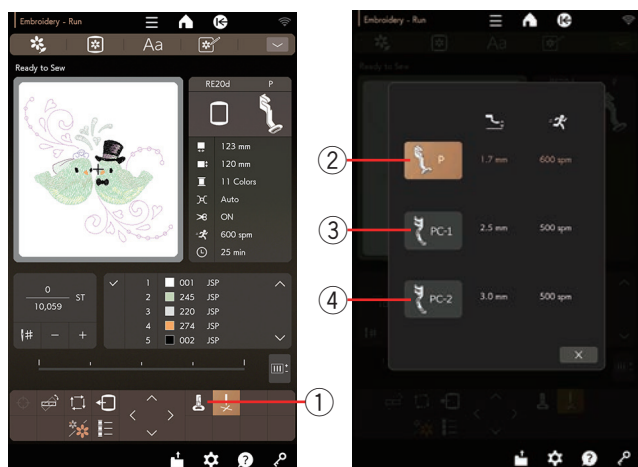 Embroidery - Run
Aa
Ready to Sew
RE20d P
123 mm
120 mm
11 Colors
Auto
ON
600 spm
25 min
0
10,059
ST
1 001 JSP
2 245 JSP
3 220 JSP
4 274 JSP
5 002 JSP
#
− +
1
Embroidery - Run
Aa
Ready to Sew
2
P 1.7 mm 600 spm
3
PC-1 2.5 mm 500 spm
4
PC-2 3.0 mm 500 spm
X